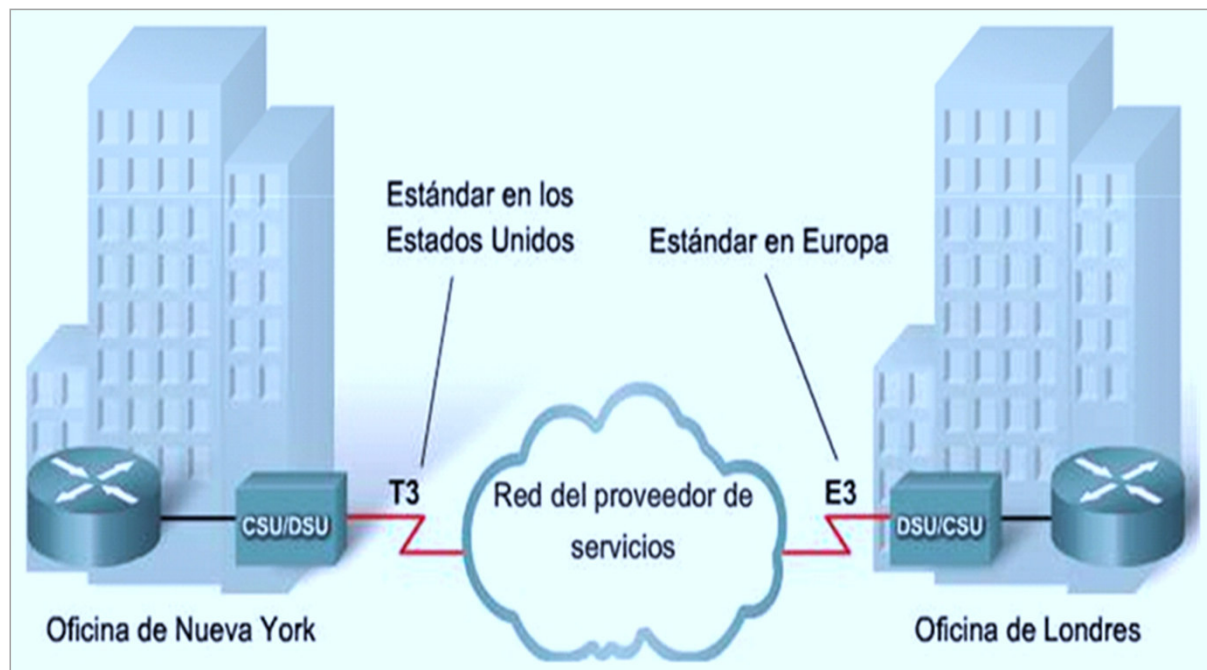 Estándar en los
Estados Unidos
Estándar en Europa
T3
Red del proveedor de
servicios
E3
CSU/DSU
DSU/CSU
Oficina de Nueva York
Oficina de Londres